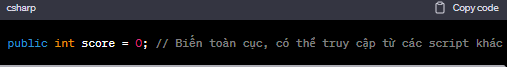 csharp Copy code
public int score = 0; // Biến toàn cục, có thể truy cập từ các script khác